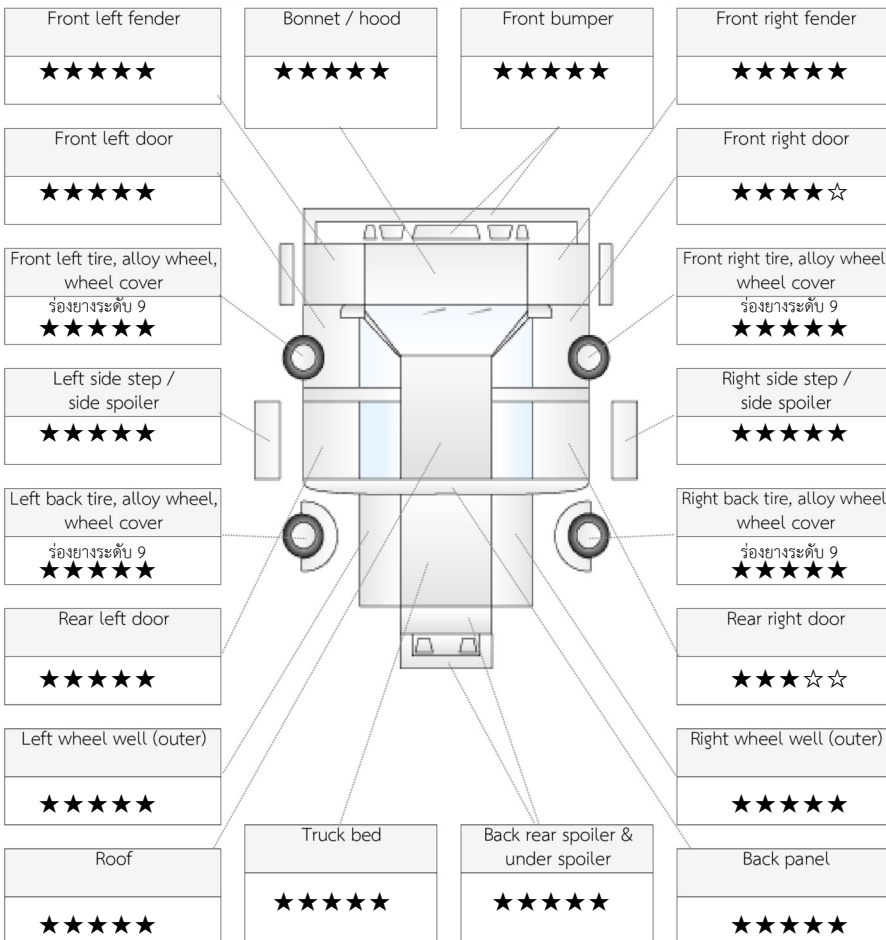 Front left fender
★★★★★
Bonnet / hood
★★★★★
Front bumper
★★★★★
Front right fender
★★★★★
Front left door
★★★★★
Front right door
★★★★☆
Front left tire, alloy wheel,
wheel cover
ร่องยางระดับ 9
★★★★★
Front right tire, alloy wheel
wheel cover
ร่องยางระดับ 9
★★★★★
Left side step /
side spoiler
★★★★★
Right side step /
side spoiler
★★★★★
Left back tire, alloy wheel,
wheel cover
ร่องยางระดับ 9
★★★★★
Right back tire, alloy wheel
wheel cover
ร่องยางระดับ 9
★★★★★
Rear left door
★★★★★
Rear right door
★★★☆☆
Left wheel well (outer)
★★★★★
Right wheel well (outer)
★★★★★
Roof
★★★★★
Truck bed
★★★★★
Back rear spoiler &
under spoiler
★★★★★
Back panel
★★★★★